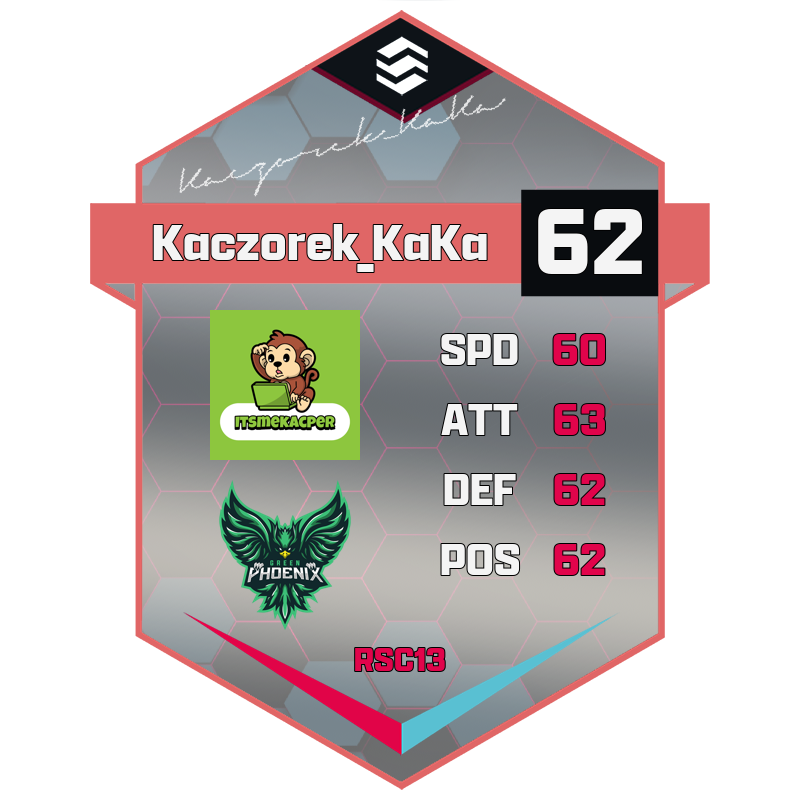 Kaczorek_KaKa
Kaczorek_KaKa 62
SPD 60
ATT 63
ITSMEKACPER
DEF 62
GREEN
PHOENIX
POS 62
RSC13